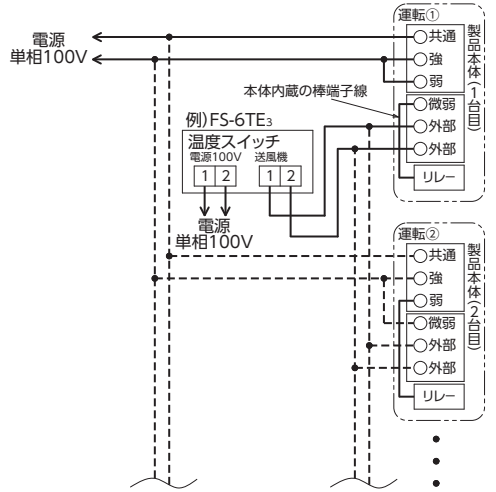 運転①
電源
単相100V
共通
強
弱
微弱
外部
外部
リレー
製品本体（1台目）
本体内蔵の棒端子線
例）FS-6TE3
温度スイッチ
電源100V 送風機
1 2 1 2
電源
単相100V
運転②
共通
強
弱
微弱
外部
外部
リレー
製品本体（2台目）